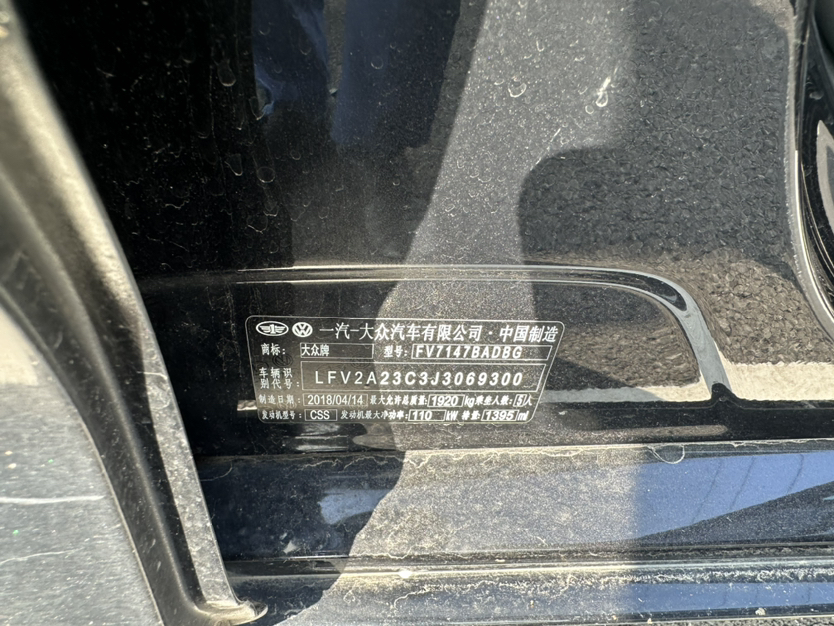 一汽-大众汽车有限公司·中国制造
商标: 大众牌 型号: FV7147BADBG
车辆识别代号: LFV2A23C3J3069300
制造日期: 2018/04/14 最大允许总质量: 1920 kg 乘坐人数: 5 人
发动机型号: CSS 发动机最大净功率: 110 kW 排量: 1395 ml